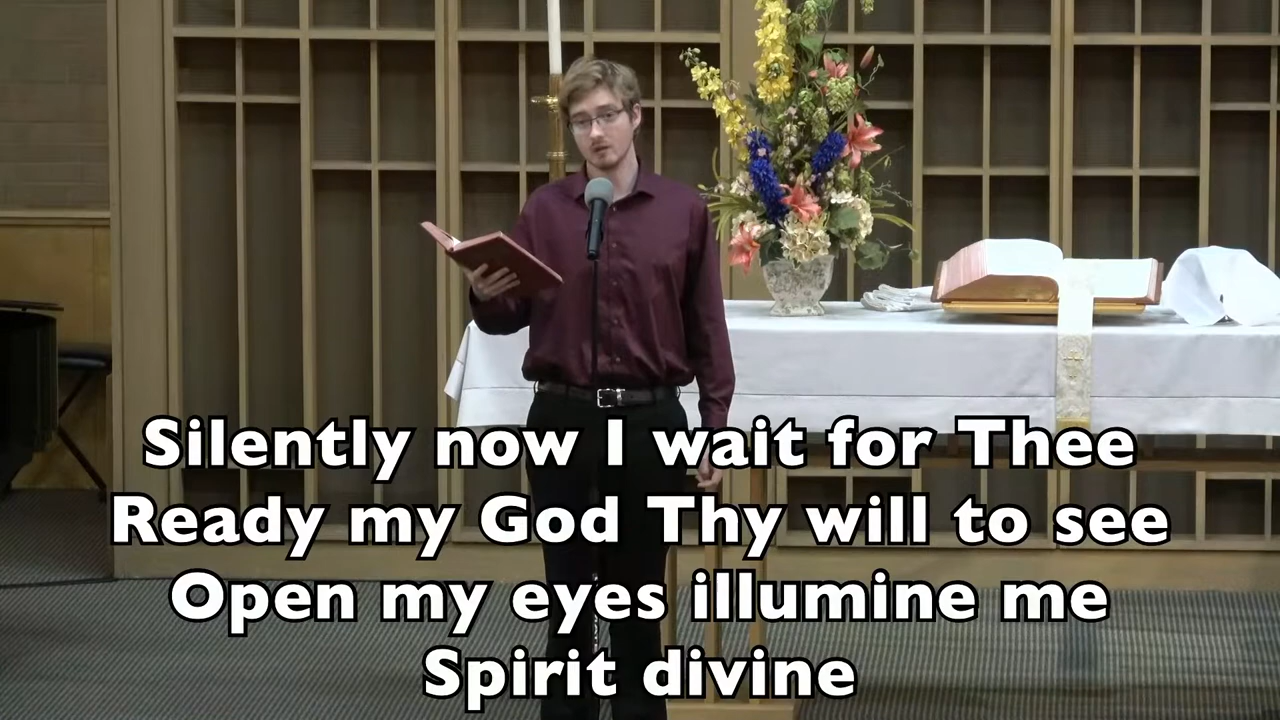 Silently now I wait for Thee
Ready my God Thy will to see
Open my eyes illumine me
Spirit divine